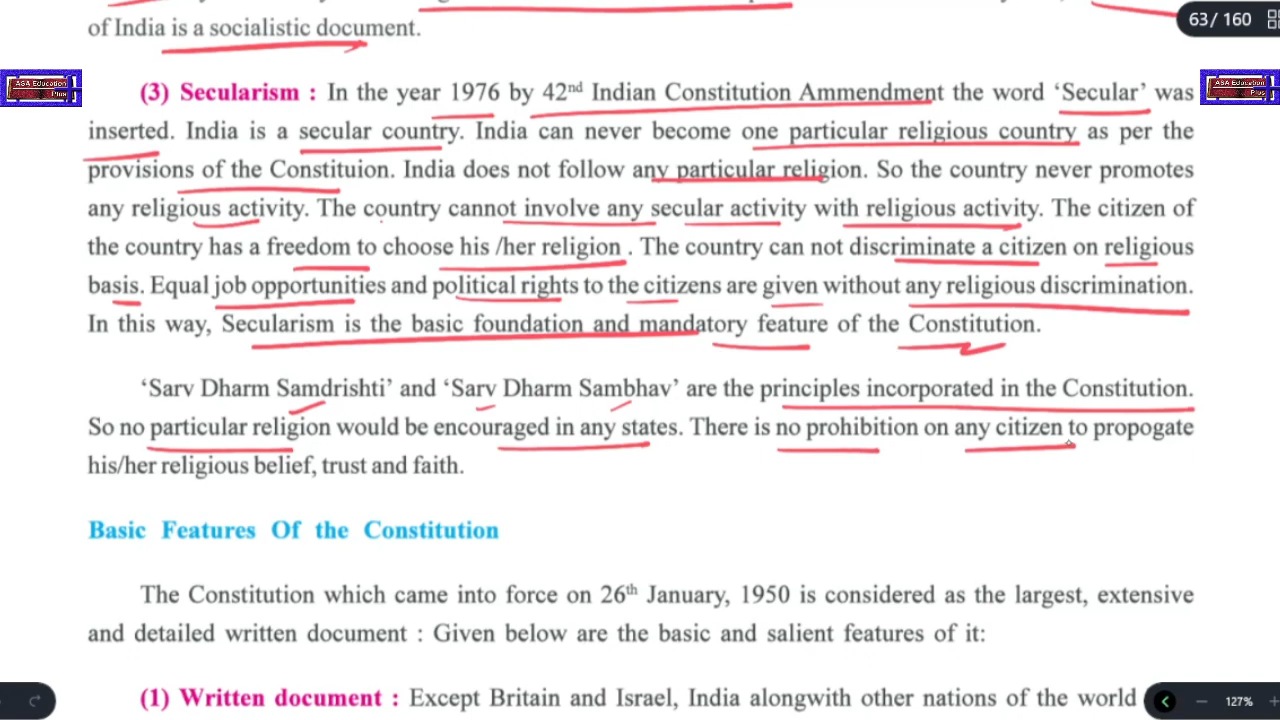 63/ 160
of India is a socialistic document.
ASA Education Plus
ASA Education Plus
(3) Secularism : In the year 1976 by 42nd Indian Constitution Ammendment the word ‘Secular’ was
inserted. India is a secular country. India can never become one particular religious country as per the
provisions of the Constituion. India does not follow any particular religion. So the country never promotes
any religious activity. The country cannot involve any secular activity with religious activity. The citizen of
the country has a freedom to choose his /her religion . The country can not discriminate a citizen on religious
basis. Equal job opportunities and political rights to the citizens are given without any religious discrimination.
In this way, Secularism is the basic foundation and mandatory feature of the Constitution.
‘Sarv Dharm Samdrishti’ and ‘Sarv Dharm Sambhav’ are the principles incorporated in the Constitution.
So no particular religion would be encouraged in any states. There is no prohibition on any citizen to propogate
his/her religious belief, trust and faith.
Basic Features Of the Constitution
The Constitution which came into force on 26th January, 1950 is considered as the largest, extensive
and detailed written document : Given below are the basic and salient features of it:
(1) Written document : Except Britain and Israel, India alongwith other nations of the world
127%